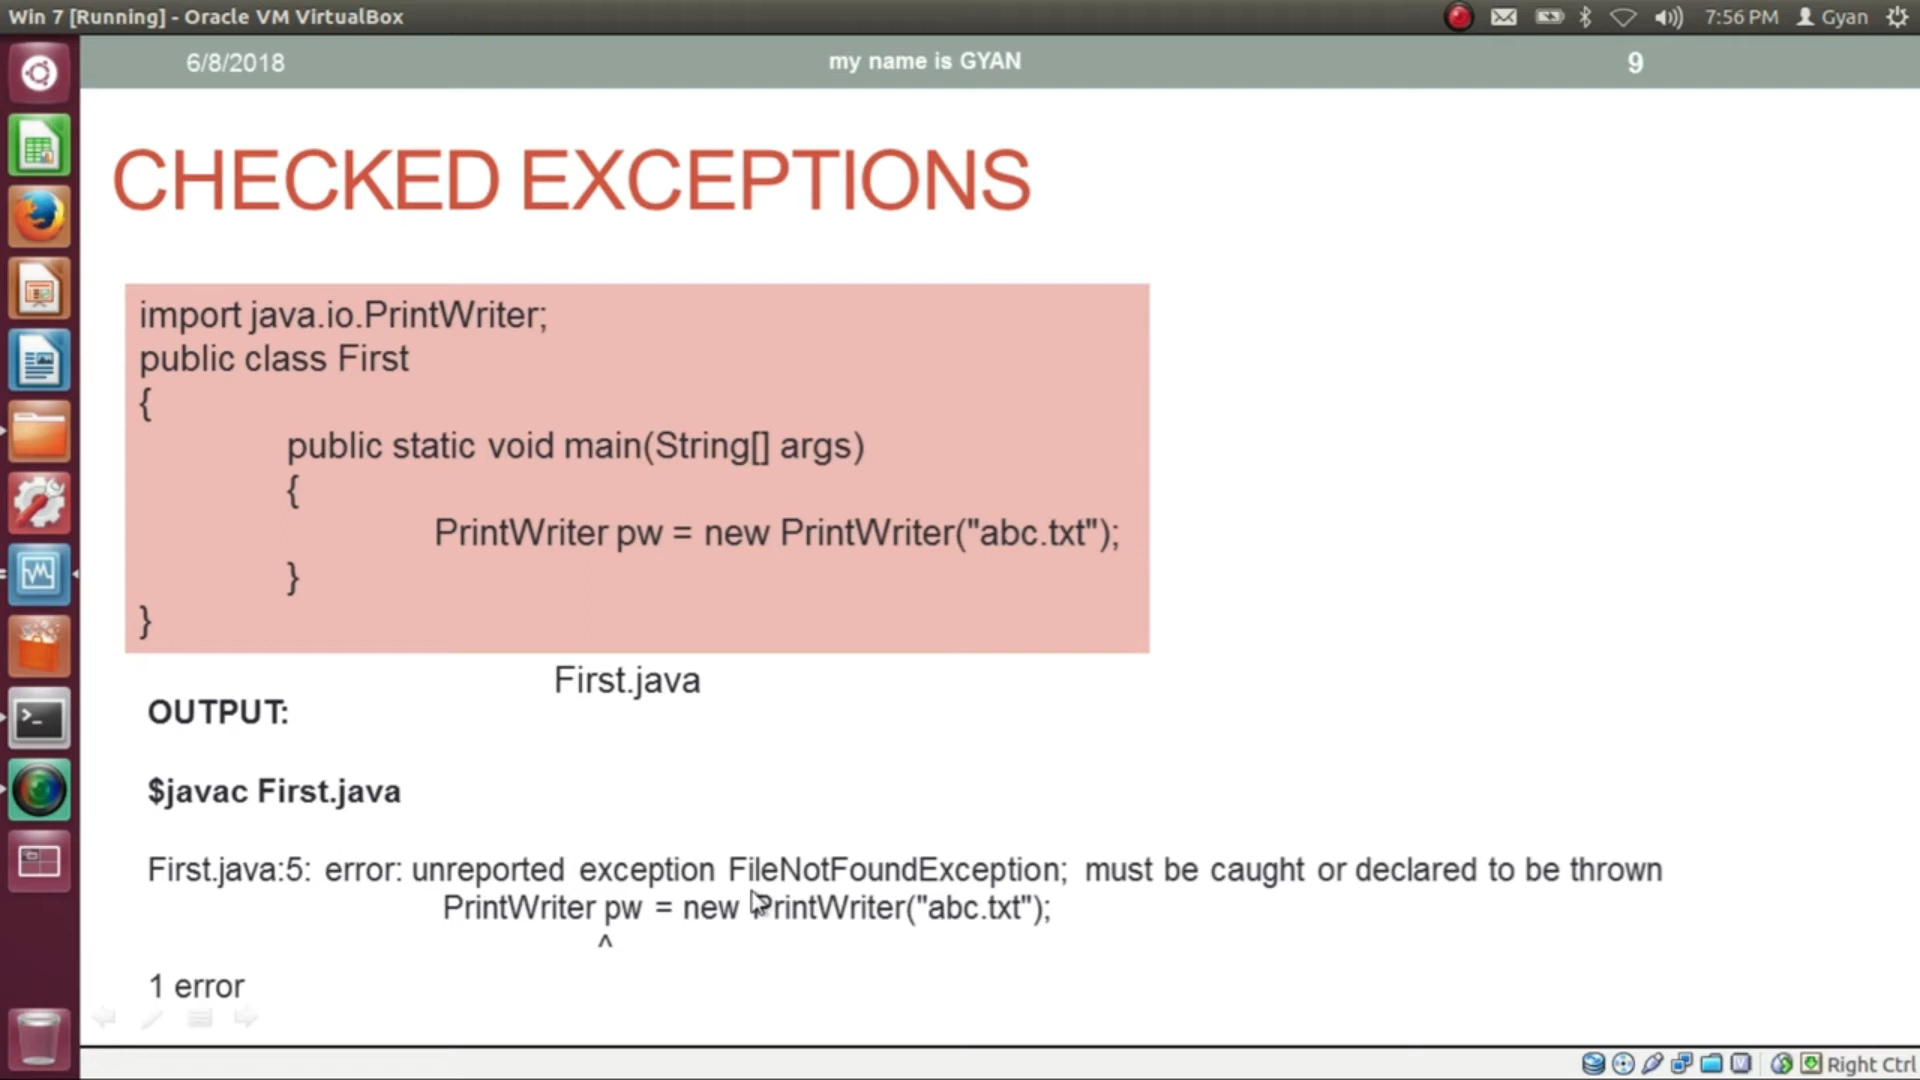 Win 7 [Running] - Oracle VM VirtualBox
7:56 PM Gyan
6/8/2018 my name is GYAN 9
CHECKED EXCEPTIONS
import java.io.PrintWriter;
public class First
{
public static void main(String[] args)
{
PrintWriter pw = new PrintWriter("abc.txt");
}
}
First.java
OUTPUT:
$javac First.java
First.java:5: error: unreported exception FileNotFoundException; must be caught or declared to be thrown
PrintWriter pw = new PrintWriter("abc.txt");
^
1 error
Right Ctrl